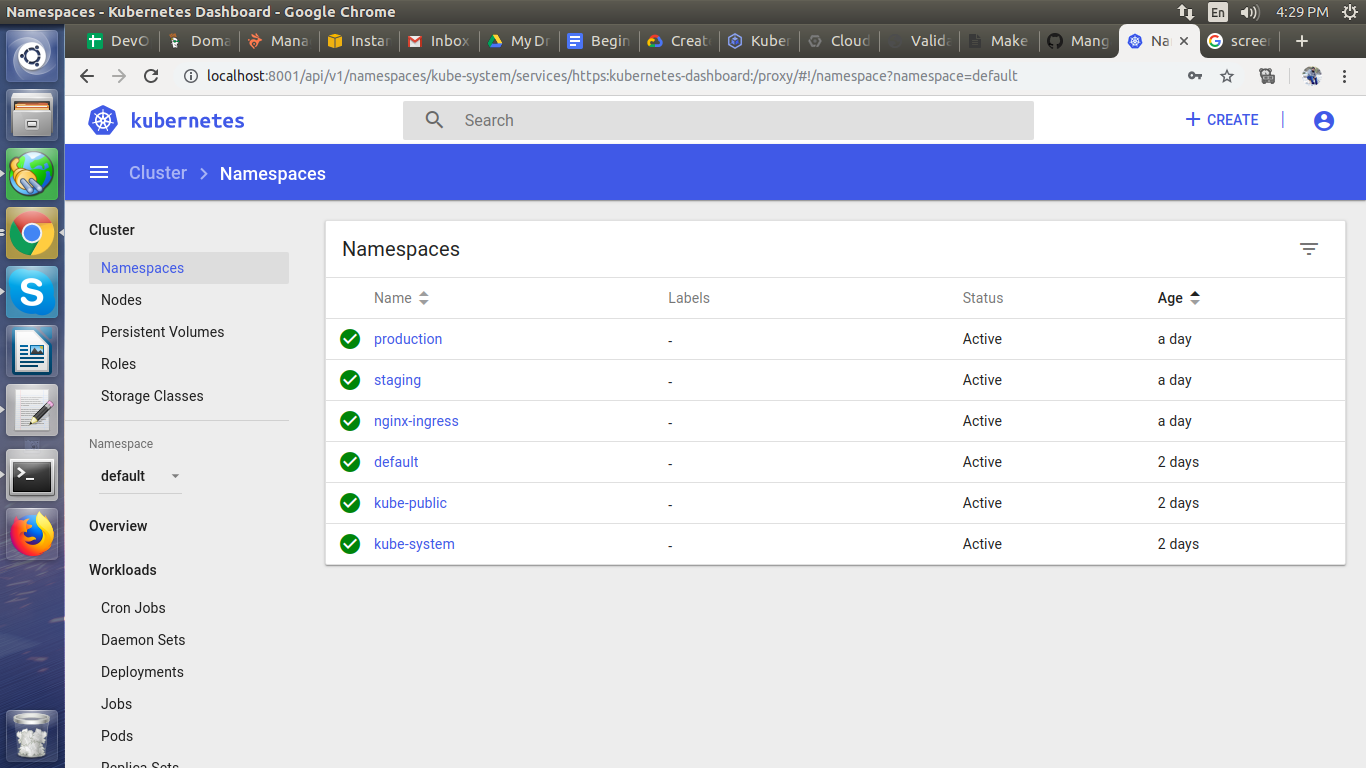 Namespaces - Kubernetes Dashboard - Google Chrome
En
4:29 PM
DevO
Doma
Mana
Instan
Inbox
My Dr
Begin
Create
Kuber
Cloud
Valida
Make
Mang
Na
screen
localhost:8001/api/v1/namespaces/kube-system/services/https:kubernetes-dashboard:/proxy/#!/namespace?namespace=default
kubernetes
Search
CREATE
Cluster
Namespaces
Cluster
Namespaces
Nodes
Persistent Volumes
Roles
Storage Classes
Namespace
default
Overview
Workloads
Cron Jobs
Daemon Sets
Deployments
Jobs
Pods
Replica Sets
Namespaces
Name Labels Status Age
production - Active a day
staging - Active a day
nginx-ingress - Active a day
default - Active 2 days
kube-public - Active 2 days
kube-system - Active 2 days